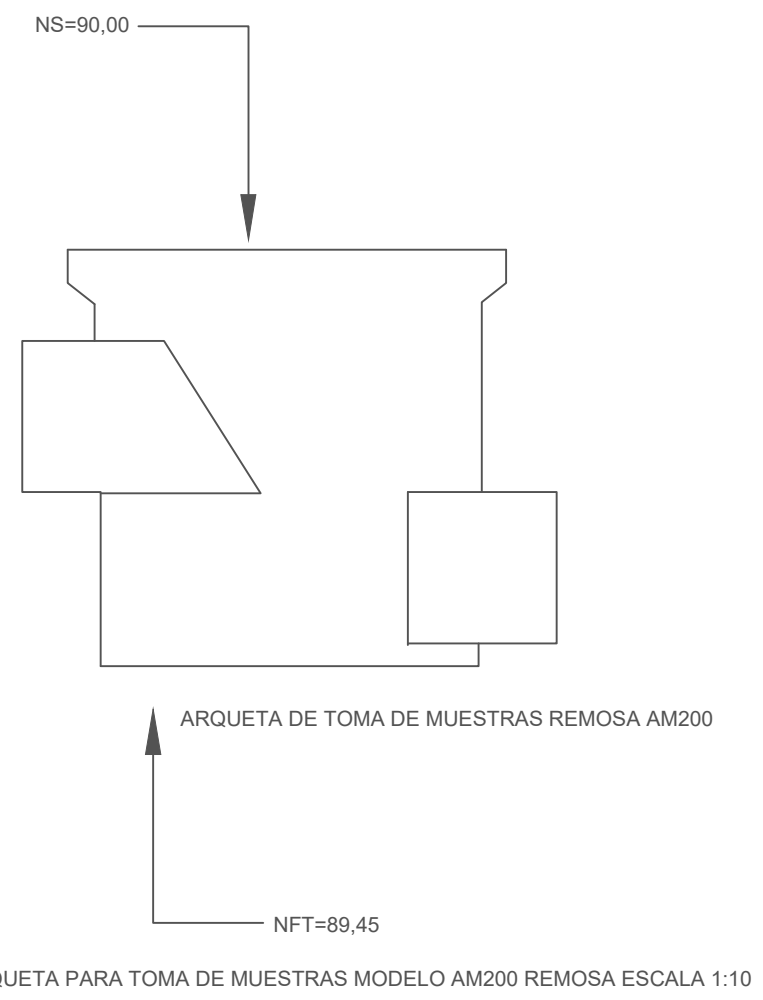 NS=90,00
ARQUETA DE TOMA DE MUESTRAS REMOSA AM200
NFT=89,45
PARA TOMA DE MUESTRAS MODELO AM200 REMOSA ESCALA 1:10